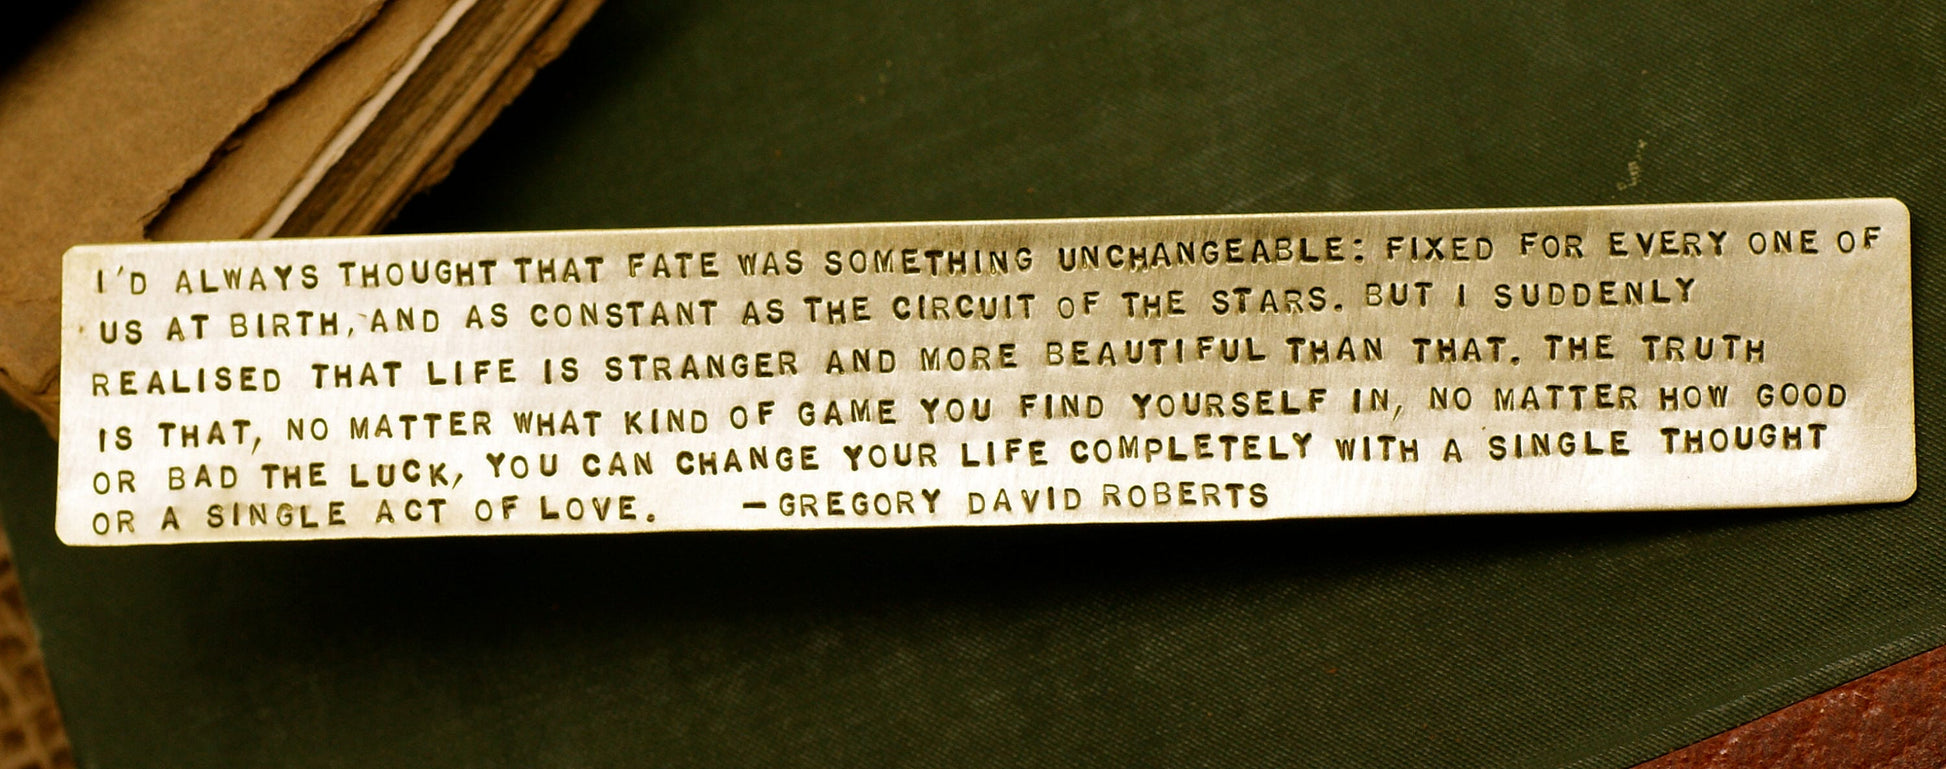 I'D ALWAYS THOUGHT THAT FATE WAS SOMETHING UNCHANGEABLE: FIXED FOR EVERY ONE OF
US AT BIRTH, AND AS CONSTANT AS THE CIRCUIT OF THE STARS. BUT I SUDDENLY
REALISED THAT LIFE IS STRANGER AND MORE BEAUTIFUL THAN THAT. THE TRUTH
IS THAT, NO MATTER WHAT KIND OF GAME YOU FIND YOURSELF IN, NO MATTER HOW GOOD
OR BAD THE LUCK, YOU CAN CHANGE YOUR LIFE COMPLETELY WITH A SINGLE THOUGHT
OR A SINGLE ACT OF LOVE. —GREGORY DAVID ROBERTS